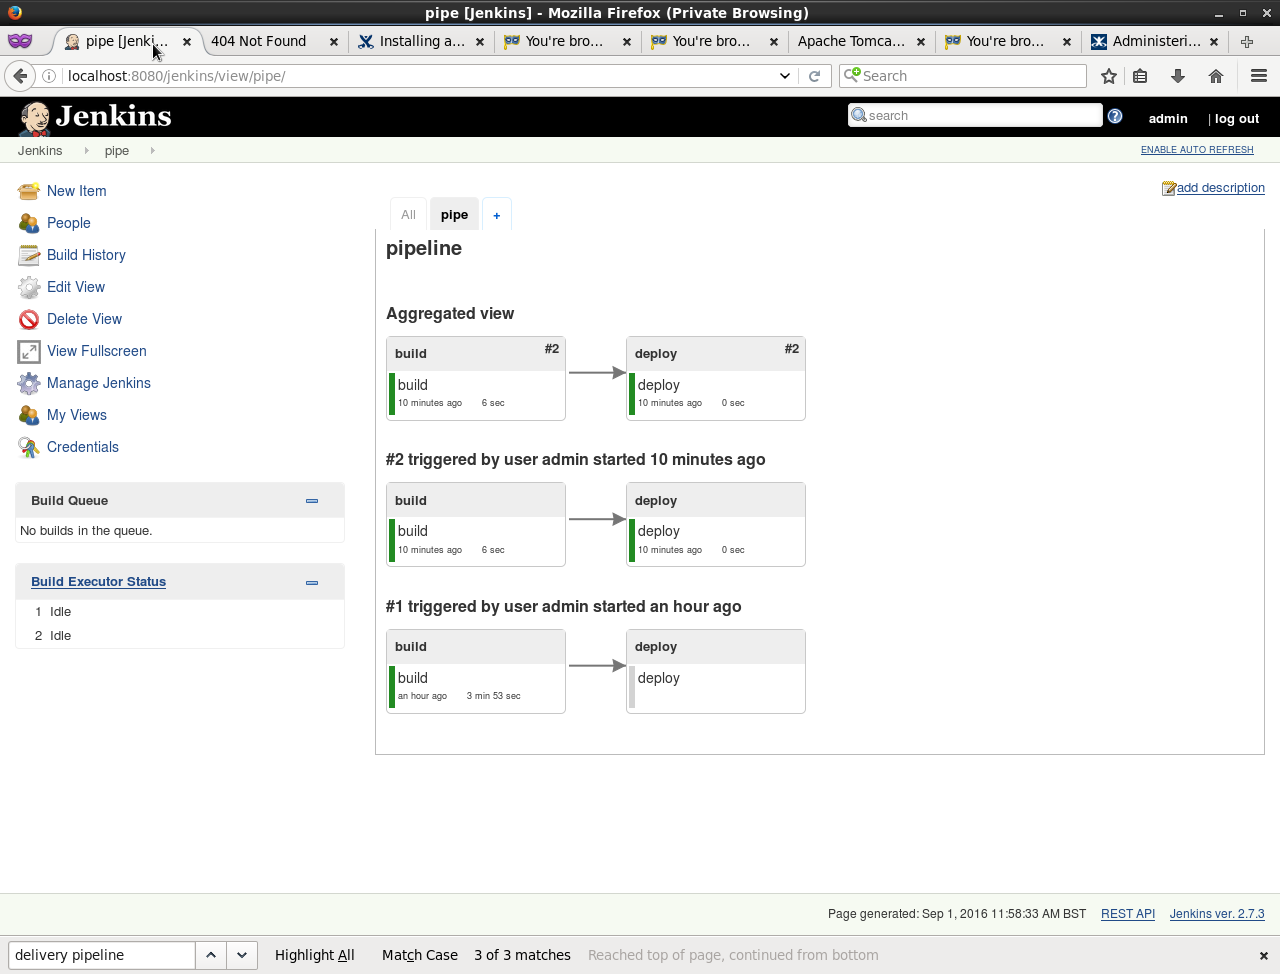 pipe [Jenkins] - Mozilla Firefox (Private Browsing)
pipe [Jenki... 404 Not Found Installing a... You're bro... You're bro... Apache Tomca... You're bro... Administeri...
localhost:8080/jenkins/view/pipe/ Search
Jenkins search admin | log out
Jenkins pipe ENABLE AUTO REFRESH
add description
New Item
People
Build History
Edit View
Delete View
View Fullscreen
Manage Jenkins
My Views
Credentials
Build Queue
No builds in the queue.
Build Executor Status
1 Idle
2 Idle
All pipe +
pipeline
Aggregated view
build #2 deploy #2
build deploy
10 minutes ago 6 sec 10 minutes ago 0 sec
#2 triggered by user admin started 10 minutes ago
build deploy
build deploy
10 minutes ago 6 sec 10 minutes ago 0 sec
#1 triggered by user admin started an hour ago
build deploy
build deploy
an hour ago 3 min 53 sec
Page generated: Sep 1, 2016 11:58:33 AM BST REST API Jenkins ver. 2.7.3
delivery pipeline Highlight All Match Case 3 of 3 matches Reached top of page, continued from bottom